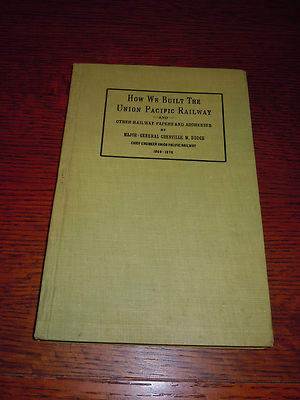 HOW WE BUILT THE
UNION PACIFIC RAILWAY
AND
OTHER RAILWAY PAPERS AND ADDRESSES
BY
MAJOR-GENERAL GRENVILLE M. DODGE
CHIEF ENGINEER UNION PACIFIC RAILWAY
1866-1870